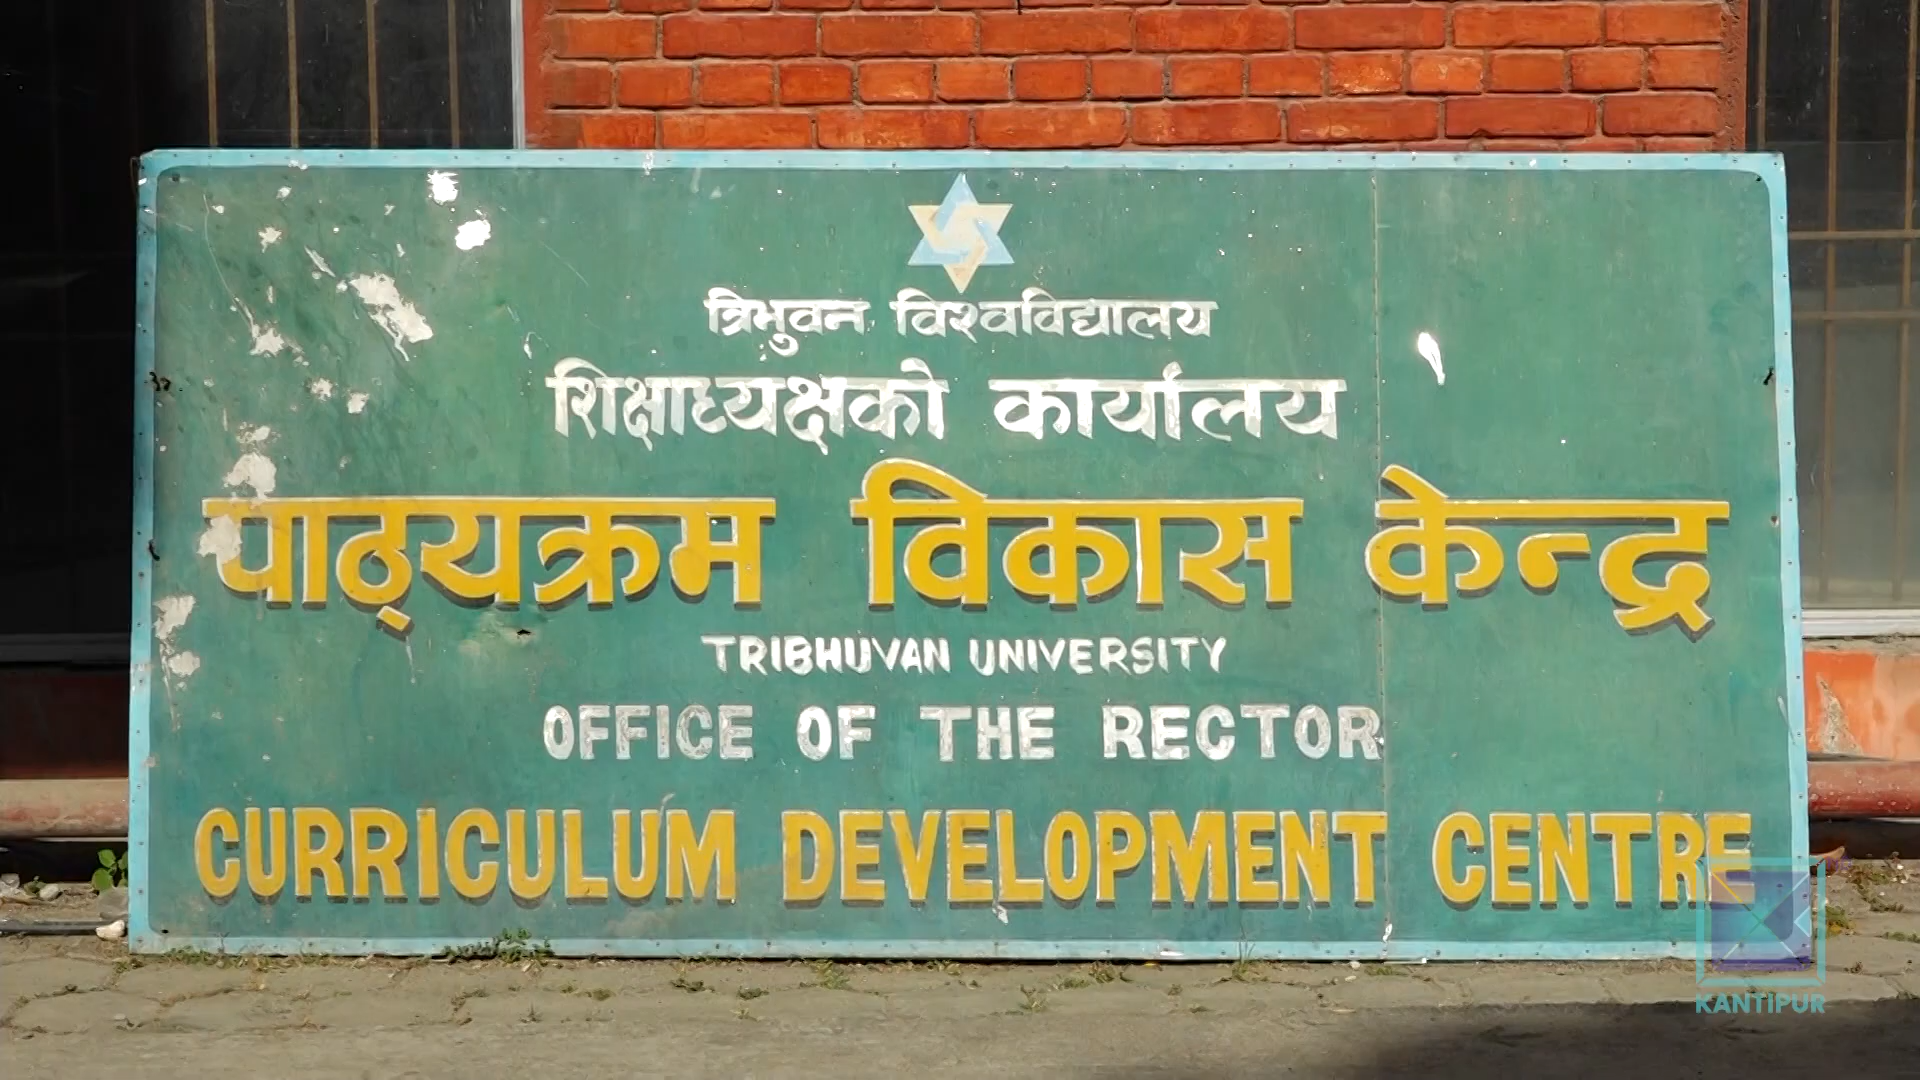 त्रिभुवन विश्वविद्यालय
शिक्षाध्यक्षको कार्यालय
पाठ्यक्रम विकास केन्द्र
TRIBHUVAN UNIVERSITY
OFFICE OF THE RECTOR
CURRICULUM DEVELOPMENT CENTRE
KANTIPUR